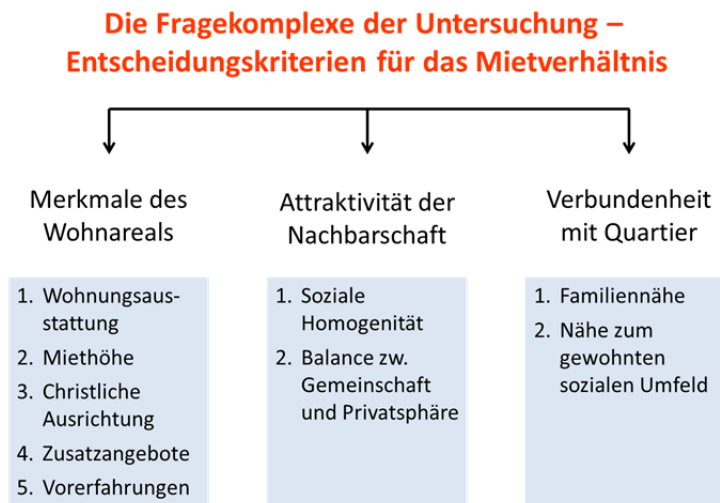 Die Fragekomplexe der Untersuchung –
Entscheidungskriterien für das Mietverhältnis
Merkmale des
Wohnareals
1. Wohnungsaus-
stattung
2. Miethöhe
3. Christliche
Ausrichtung
4. Zusatzangebote
5. Vorerfahrungen
Attraktivität der
Nachbarschaft
1. Soziale
Homogenität
2. Balance zw.
Gemeinschaft
und Privatsphäre
Verbundenheit
mit Quartier
1. Familiennähe
2. Nähe zum
gewohnten
sozialen Umfeld